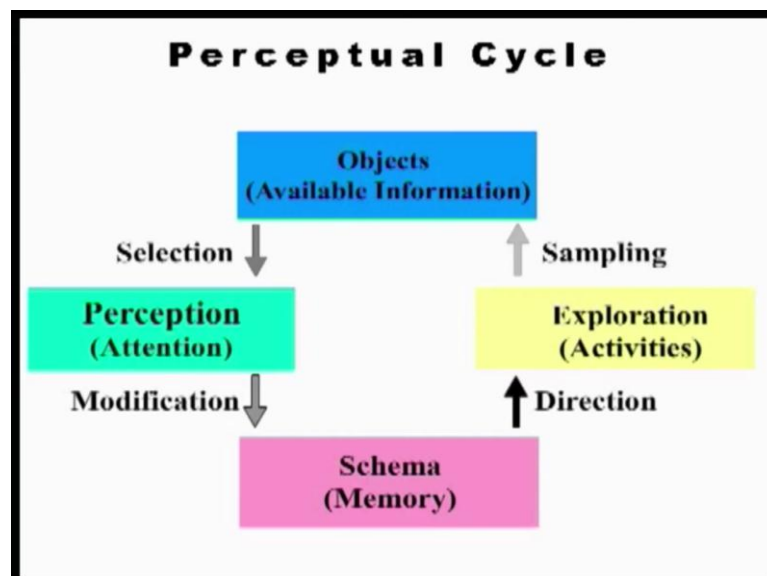 Perceptual Cycle
Objects
(Available Information)
Selection
Sampling
Perception
(Attention)
Exploration
(Activities)
Modification
Direction
Schema
(Memory)